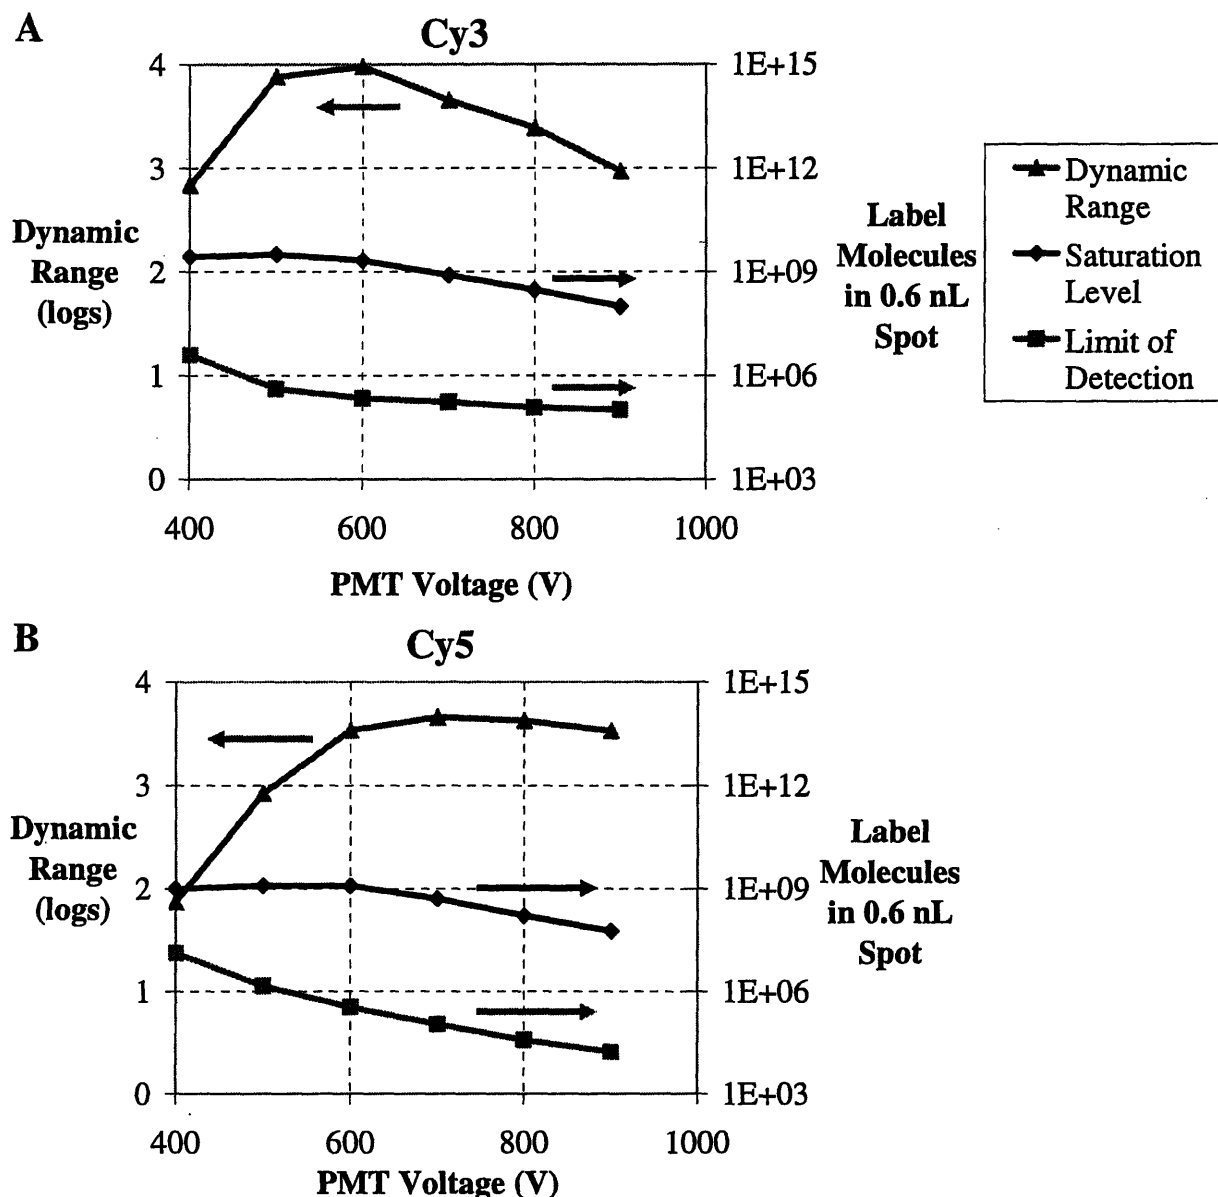 A
Cy3
4
3
2
1
0
Dynamic
Range
(logs)
1E+15
1E+12
1E+09
1E+06
1E+03
Label
Molecules
in 0.6 nL
Spot
400
600
800
1000
PMT Voltage (V)
Dynamic
Range
Saturation
Level
Limit of
Detection
B
Cy5
4
3
2
1
0
Dynamic
Range
(logs)
1E+15
1E+12
1E+09
1E+06
1E+03
Label
Molecules
in 0.6 nL
Spot
400
600
800
1000
PMT Voltage (V)